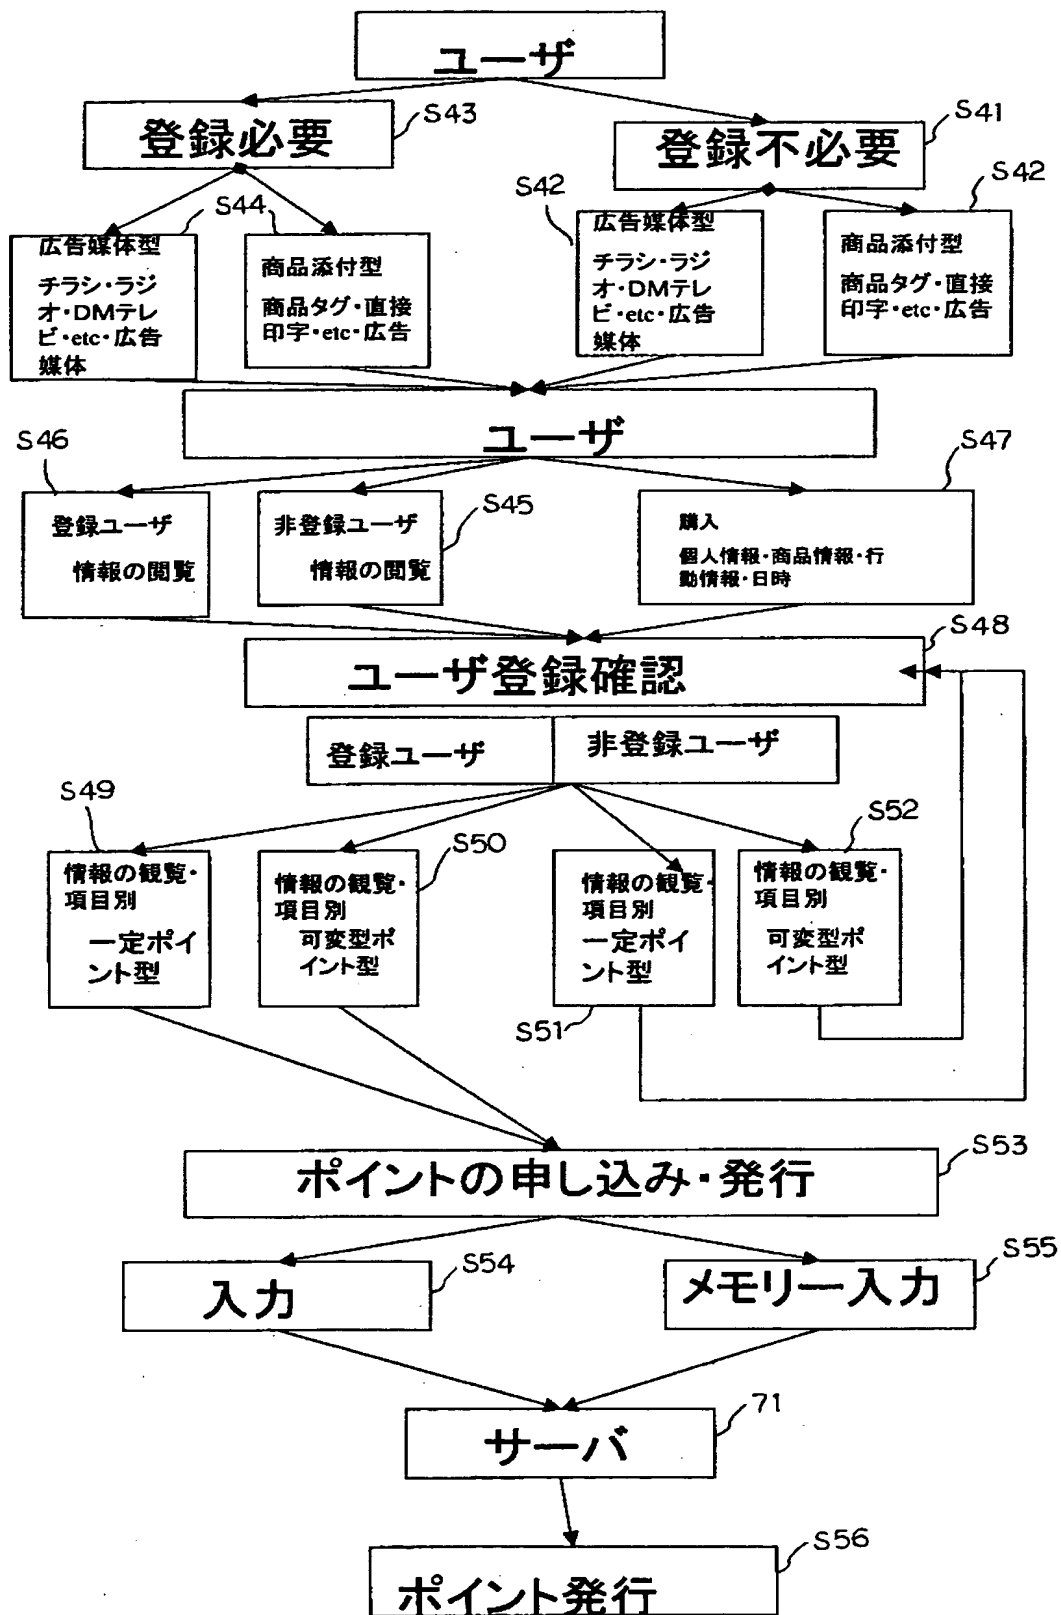 ユーザ
登録必要
S43
登録不必要
S41
S44
広告媒体型
チラシ・ラジ
オ・DMテレ
ビ・etc・広告
媒体
商品添付型
商品タグ・直接
印字・etc・広告
S42
広告媒体型
チラシ・ラジ
オ・DMテレ
ビ・etc・広告
媒体
S42
商品添付型
商品タグ・直接
印字・etc・広告
ユーザ
S46
登録ユーザ
情報の閲覧
非登録ユーザ
情報の閲覧
S45
S47
購入
個人情報・商品情報・行
動情報・日時
S48
ユーザ登録確認
登録ユーザ
非登録ユーザ
S49
情報の観覧・
項目別
一定ポイ
ント型
S50
情報の観覧・
項目別
可変型ポ
イント型
情報の観覧・
項目別
一定ポイ
ント型
S51
S52
情報の観覧・
項目別
可変型ポ
イント型
S53
ポイントの申し込み・発行
入力
S54
メモリー入力
S55
サーバ
71
ポイント発行
S56